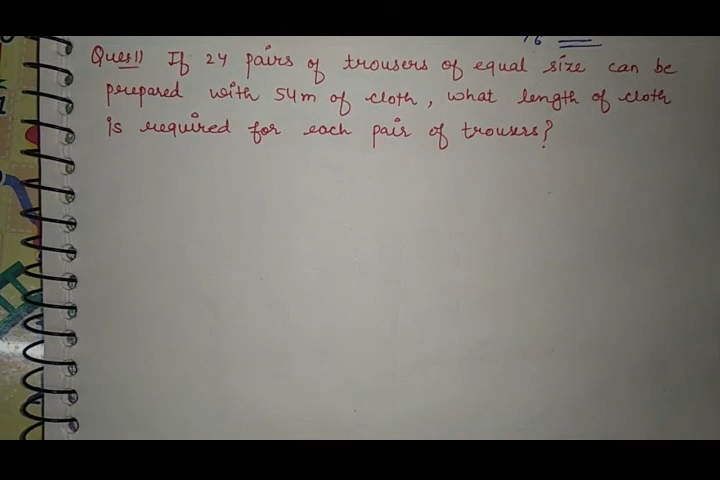 Ques11) If 24 pairs of trousers of equal size can be
prepared with 54m of cloth, what length of cloth
is required for each pair of trousers?